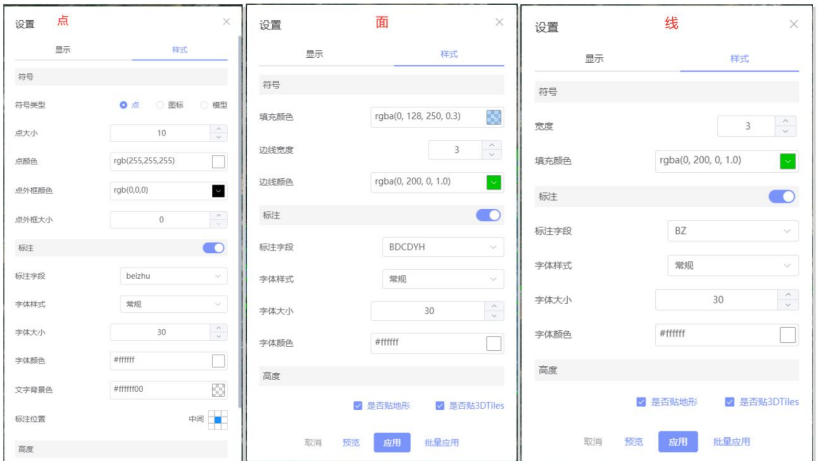 设置 点
显示 样式
符号
符号类型 点 图标 模型
点大小 10
点颜色 rgb(255,255,255)
点外框颜色 rgb(0,0,0)
点外框大小 0
标注
标注字段 beizhu
字体样式 常规
字体大小 30
字体颜色 #ffffff
文字背景色 #ffffff00
标注位置 中间
高度
设置 面
显示 样式
符号
填充颜色 rgba(0, 128, 250, 0.3)
边线宽度 3
边线颜色 rgba(0, 200, 0, 1.0)
标注
标注字段 BDCDYH
字体样式 常规
字体大小 30
字体颜色 #ffffff
高度
是否贴地形 是否贴3DTiles
取消 预览 应用 批量应用
设置 线
显示 样式
符号
宽度 3
填充颜色 rgba(0, 200, 0, 1.0)
标注
标注字段 BZ
字体样式 常规
字体大小 30
字体颜色 #ffffff
高度
是否贴地形 是否贴3DTiles
取消 预览 应用 批量应用